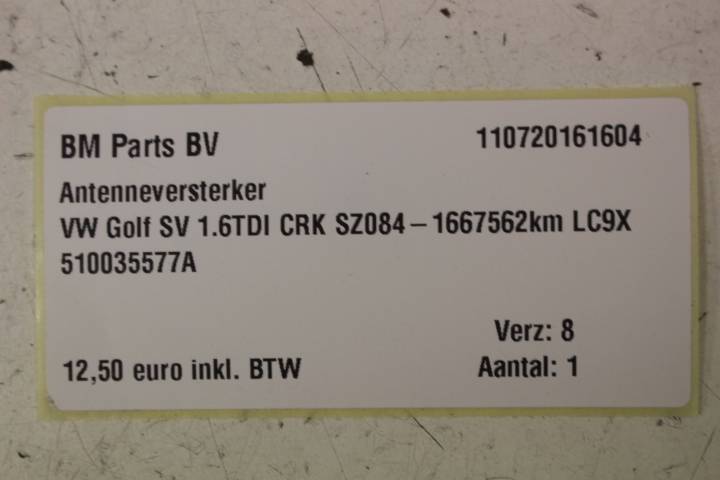 BM Parts BV 110720161604
Antenneversterker
VW Golf SV 1.6TDI CRK SZ084–1667562km LC9X
510035577A
Verz: 8
12,50 euro inkl. BTW Aantal: 1